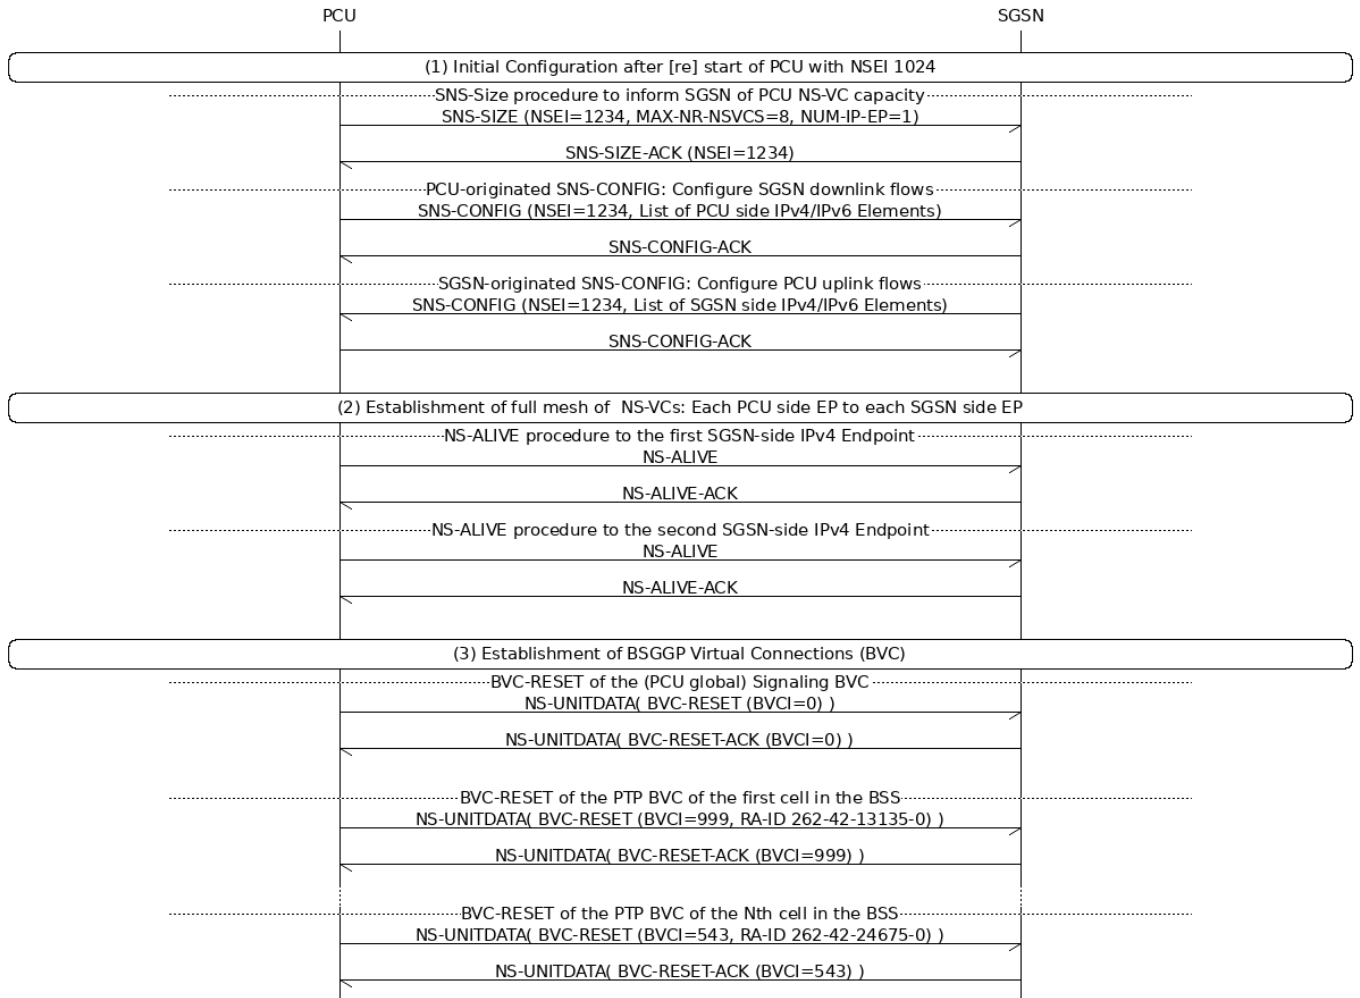 PCU SGSN
(1) Initial Configuration after [re] start of PCU with NSEI 1024
SNS-Size procedure to inform SGSN of PCU NS-VC capacity
SNS-SIZE (NSEI=1234, MAX-NR-NSVCS=8, NUM-IP-EP=1)
SNS-SIZE-ACK (NSEI=1234)
PCU-originated SNS-CONFIG: Configure SGSN downlink flows
SNS-CONFIG (NSEI=1234, List of PCU side IPv4/IPv6 Elements)
SNS-CONFIG-ACK
SGSN-originated SNS-CONFIG: Configure PCU uplink flows
SNS-CONFIG (NSEI=1234, List of SGSN side IPv4/IPv6 Elements)
SNS-CONFIG-ACK
(2) Establishment of full mesh of NS-VCs: Each PCU side EP to each SGSN side EP
NS-ALIVE procedure to the first SGSN-side IPv4 Endpoint
NS-ALIVE
NS-ALIVE-ACK
NS-ALIVE procedure to the second SGSN-side IPv4 Endpoint
NS-ALIVE
NS-ALIVE-ACK
(3) Establishment of BSGGP Virtual Connections (BVC)
BVC-RESET of the (PCU global) Signaling BVC
NS-UNITDATA( BVC-RESET (BVCI=0) )
NS-UNITDATA( BVC-RESET-ACK (BVCI=0) )
BVC-RESET of the PTP BVC of the first cell in the BSS
NS-UNITDATA( BVC-RESET (BVCI=999, RA-ID 262-42-13135-0) )
NS-UNITDATA( BVC-RESET-ACK (BVCI=999) )
BVC-RESET of the PTP BVC of the Nth cell in the BSS
NS-UNITDATA( BVC-RESET (BVCI=543, RA-ID 262-42-24675-0) )
NS-UNITDATA( BVC-RESET-ACK (BVCI=543) )